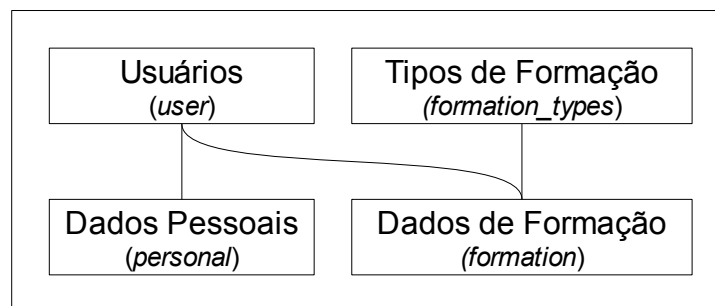 Usuários
(user)
Tipos de Formação
(formation_types)
Dados Pessoais
(personal)
Dados de Formação
(formation)